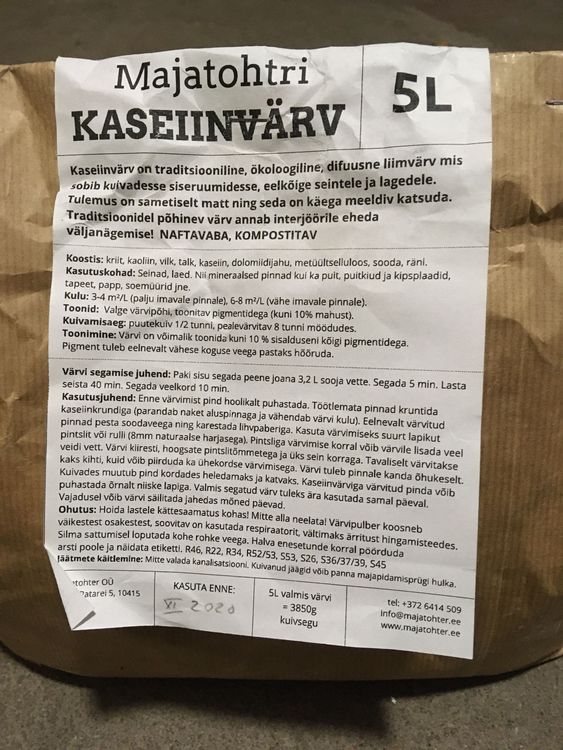 Majatohtri
KASEIINVÄRV
5L
Kaseiinvärv on traditsiooniline, ökoloogiline, difuusne liimvärv mis
sobib kuivadesse siseruumidesse, eelkõige seintele ja lagedele.
Tulemus on sametiselt matt ning seda on käega meeldiv katsuda.
Traditsioonidel põhinev värv annab interjöörile eheda
väljanägemise! NAFTAVABA, KOMPOSTITAV
Koostis: kriit, kaoliin, vilk, talk, kaseiin, dolomiidijahu, metüültselluloos, sooda, räni.
Kasutuskohad: Seinad, laed. Nii mineraalsed pinnad kui ka puit, puitkiud ja kipsplaadid,
tapeet, papp, soemüürid jne.
Kulu: 3-4 m²/L (palju imavale pinnale), 6-8 m²/L (vähe imavale pinnale).
Toonid: Valge värvipõhi, toonitav pigmentidega (kuni 10% mahust).
Kuivamisaeg: puutekuiv 1/2 tunni, pealevärvitav 8 tunni möödudes.
Toonimine: Värvi on võimalik toonida kuni 10 % sisalduseni kõigi pigmentidega.
Pigment tuleb eelnevalt vähese koguse veega pastaks hõõruda.
Värvi segamise juhend: Paki sisu segada peene joana 3,2 L sooja vette. Segada 5 min. Lasta
seista 40 min. Segada veelkord 10 min.
Kasutusjuhend: Enne värvimist pind hoolikalt puhastada. Töötlemata pinnad kruntida
kaseiinkrundiga (parandab naket aluspinnaga ja vähendab värvi kulu). Eelnevalt värvitud
pinnad pesta soodaveega ning karestada lihvpaberiga. Kasuta värvimiseks suurt lapikut
pintslit või rulli (8mm naturaalse harjasega). Pintsliga värvimise korral võib värvile lisada veel
veidi vett. Värvi kiiresti, hoogsate pintslitõmmetega ja üks sein korraga. Tavaliselt värvitakse
kaks kihti, kuid võib piirduda ka ühekordse värvimisega. Värvi tuleb pinnale kanda õhukeselt.
Kuivades muutub pind kordades heledamaks ja katvaks. Kaseiinvärviga värvitud pinda võib
puhastada õrnalt niiske lapiga. Valmis segatud värv tuleks ära kasutada samal päeval.
Vajadusel võib värvi säilitada jahedas mõned päevad.
Ohutus: Hoida lastele kättesaamatus kohas! Mitte alla neelata! Värvipulber koosneb
väikestest osakestest, soovitav on kasutada respiraatorit, vältimaks ärritust hingamisteedes.
Silma sattumisel loputada kohe rohke veega. Halva enesetunde korral pöörduda
arsti poole ja näidata etiketti. R46, R22, R34, R52/53, S53, S26, S36/37/39, S45
Jäätmete käitlemine: Mitte valada kanalisatsiooni. Kuivanud jäägid võib panna majapidamisprügi hulka.
tohter OÜ
Patarei 5, 10415
KASUTA ENNE:
XI 2020
5L valmis värvi
= 3850g
kuivsegu
tel: +372 6414 509
info@majatohter.ee
www.majatohter.ee